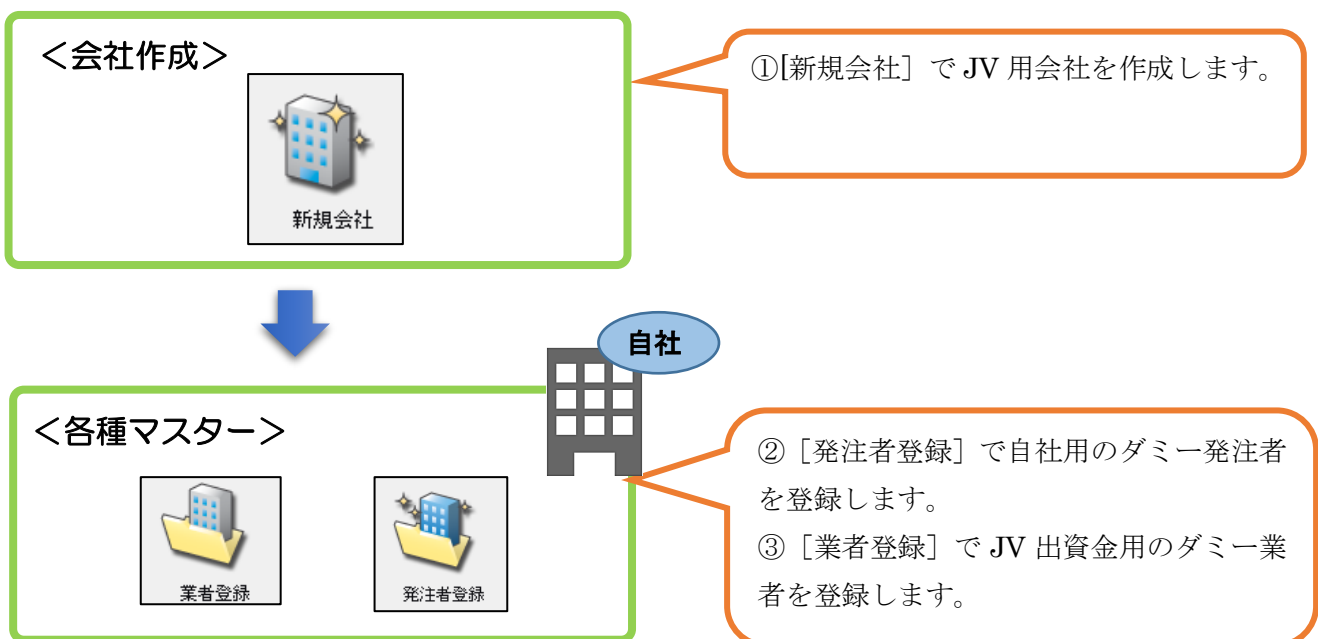 ＜会社作成＞
新規会社
①[新規会社］で JV 用会社を作成します。
自社
＜各種マスター＞
業者登録
発注者登録
②［発注者登録］で自社用のダミー発注者
を登録します。
③［業者登録］で JV 出資金用のダミー業
者を登録します。